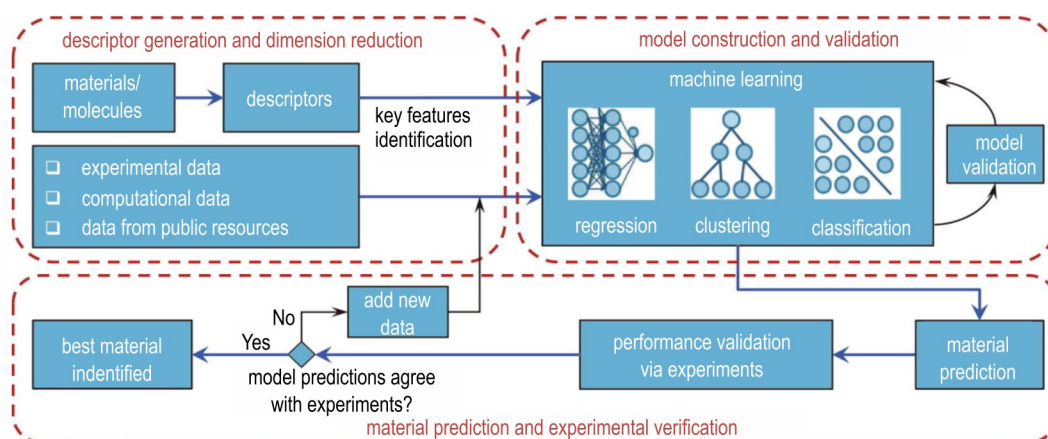 descriptor generation and dimension reduction
materials/
molecules
descriptors
key features
identification
experimental data
computational data
data from public resources
model construction and validation
machine learning
regression
clustering
classification
model
validation
No
add new
data
Yes
best material
indentified
model predictions agree
with experiments?
performance validation
via experiments
material
prediction
material prediction and experimental verification